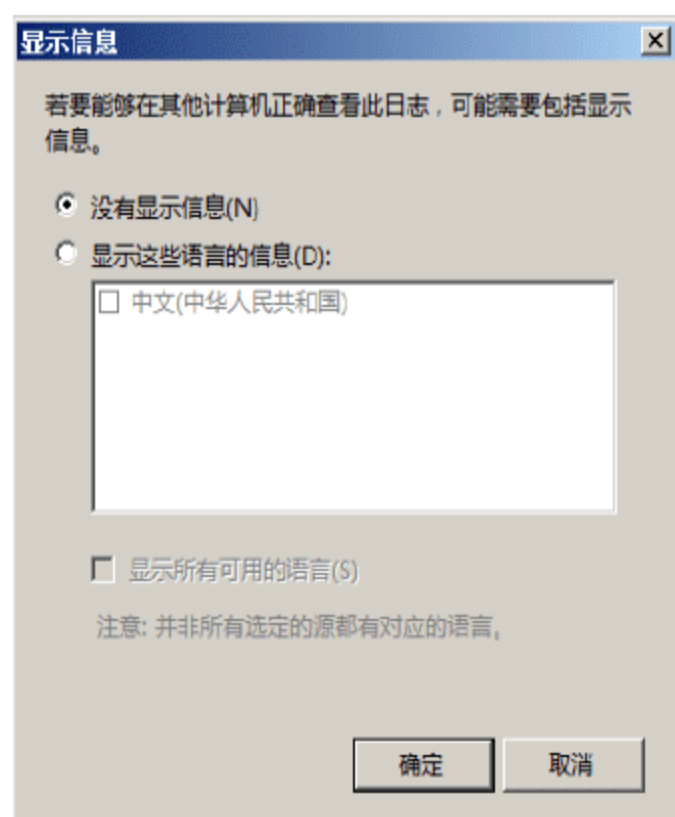 显示信息
若要能够在其他计算机正确查看此日志，可能需要包括显示
信息。
没有显示信息(N)
显示这些语言的信息(D):
中文(中华人民共和国)
显示所有可用的语言(S)
注意: 并非所有选定的源都有对应的语言。
确定
取消